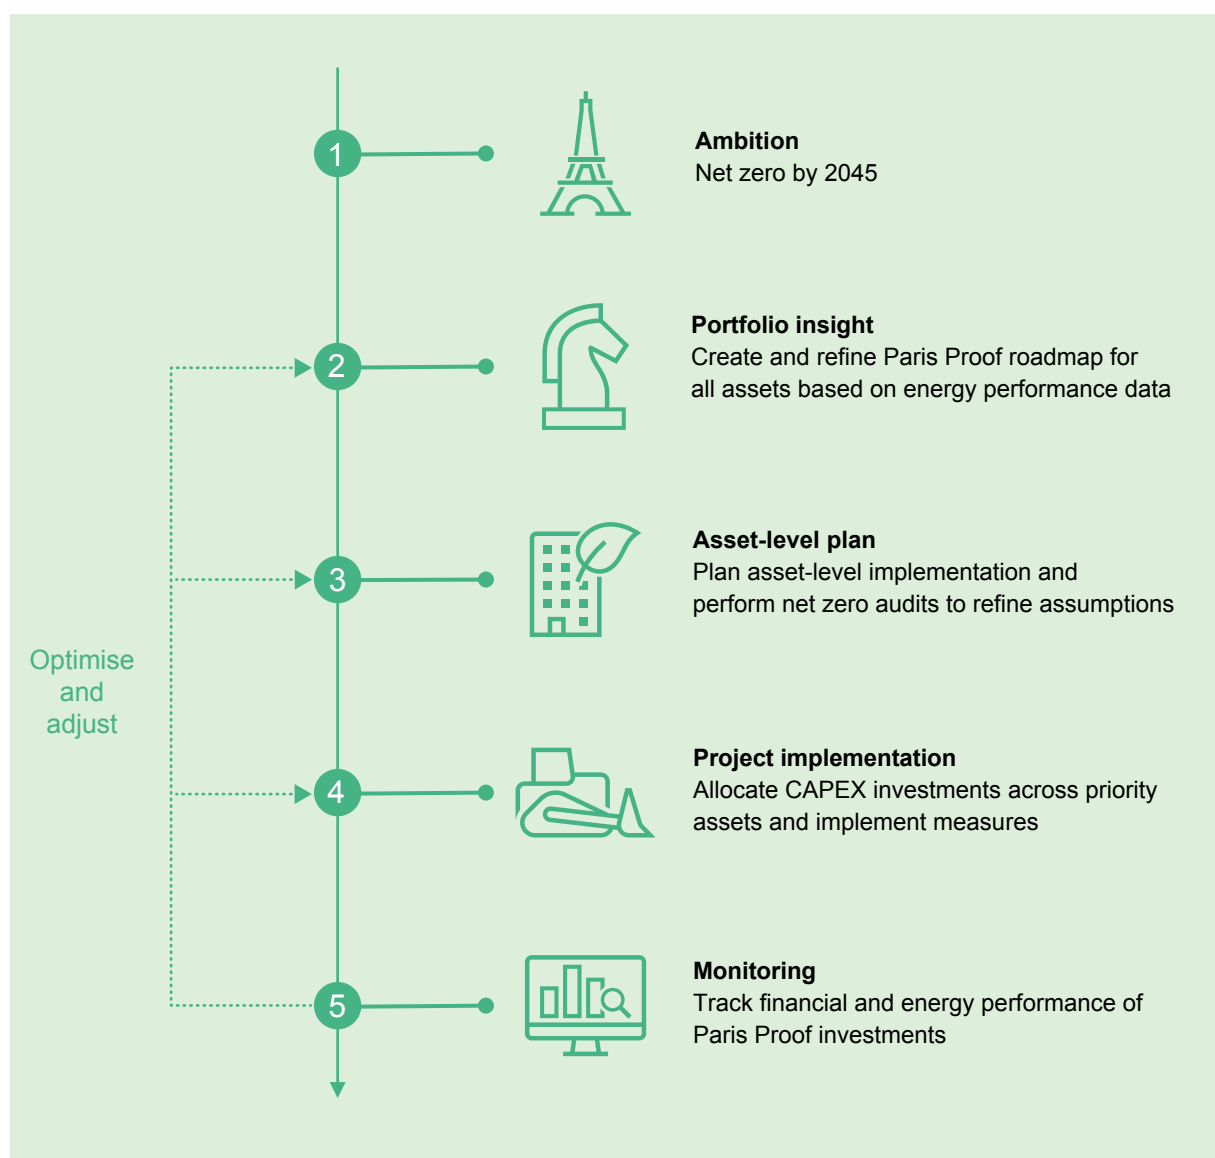 1
Ambition
Net zero by 2045
2
Portfolio insight
Create and refine Paris Proof roadmap for
all assets based on energy performance data
3
Asset-level plan
Plan asset-level implementation and
perform net zero audits to refine assumptions
Optimise
and
adjust
4
Project implementation
Allocate CAPEX investments across priority
assets and implement measures
5
Monitoring
Track financial and energy performance of
Paris Proof investments